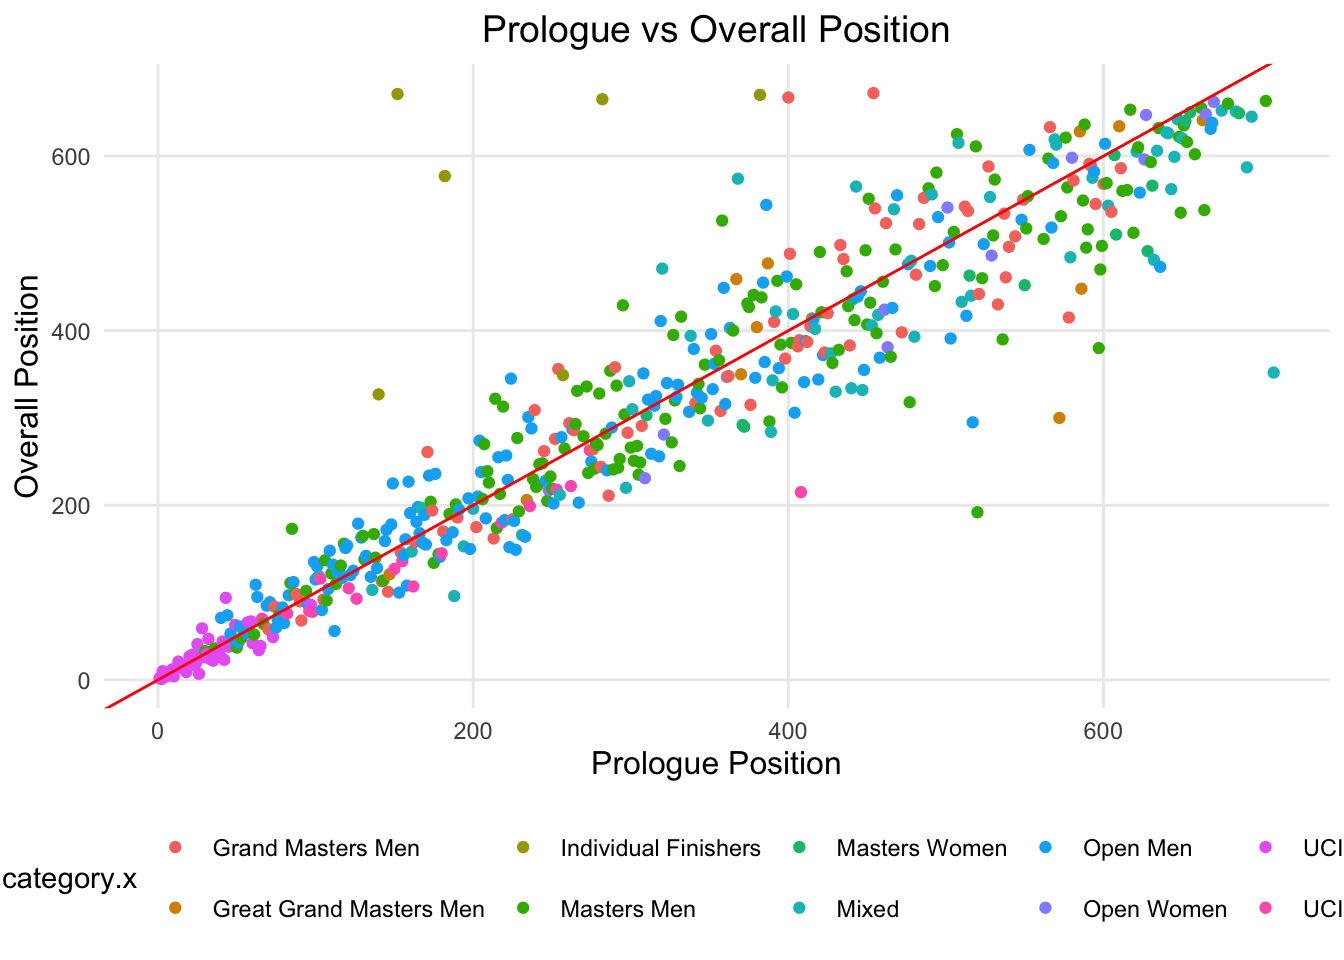 Prologue vs Overall Position
Overall Position
600
400
200
0
0 200 400 600
Prologue Position
category.x
Grand Masters Men Individual Finishers Masters Women Open Men UCI
Great Grand Masters Men Masters Men Mixed Open Women UCI